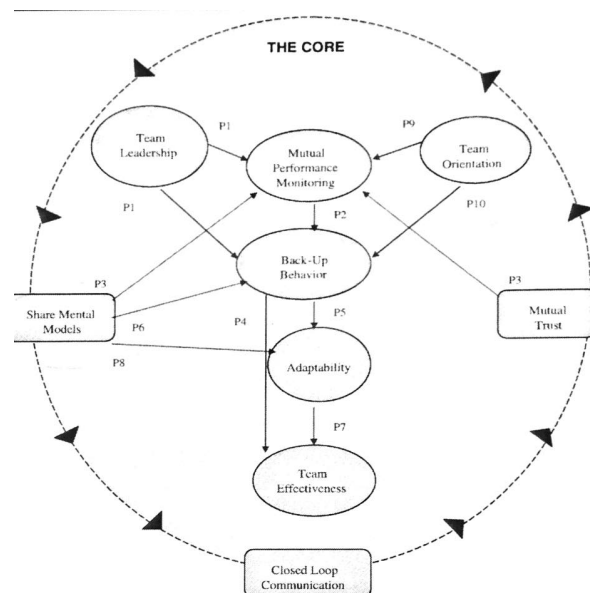 THE CORE
P1
P9
Team
Leadership
Mutual
Performance
Monitoring
Team
Orientation
P1
P2
P10
Back-Up
Behavior
P3
P3
Share Mental
Models
P6
P4
P5
Mutual
Trust
P8
Adaptability
P7
Team
Effectiveness
Closed Loop
Communication